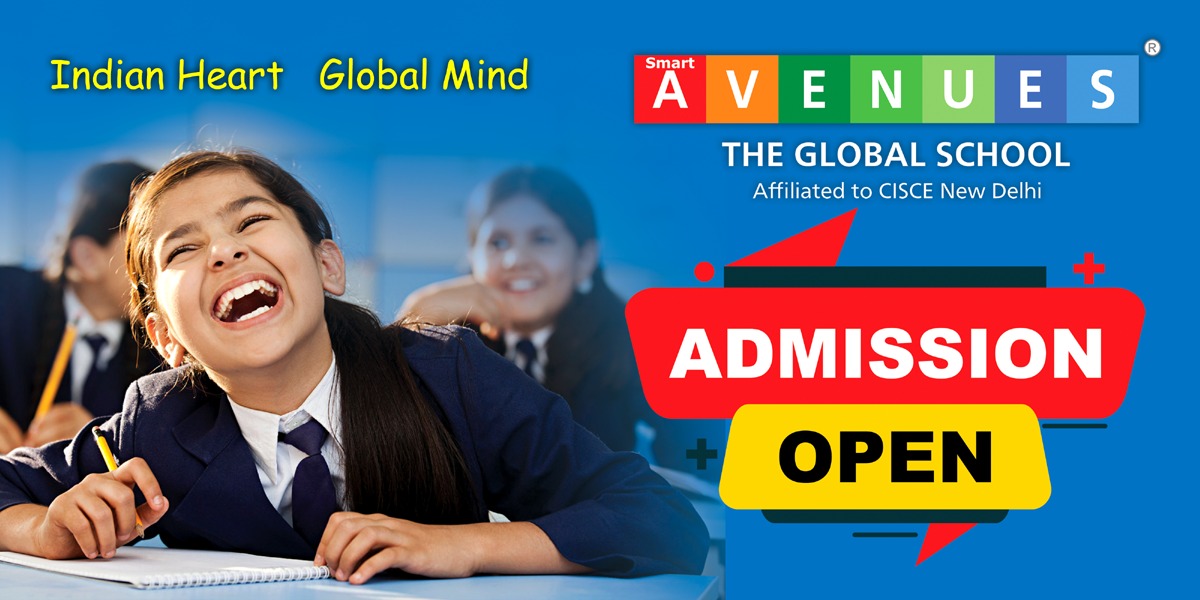 Indian Heart Global Mind
Smart
AVENUES
®
THE GLOBAL SCHOOL
Affiliated to CISCE New Delhi
ADMISSION
OPEN